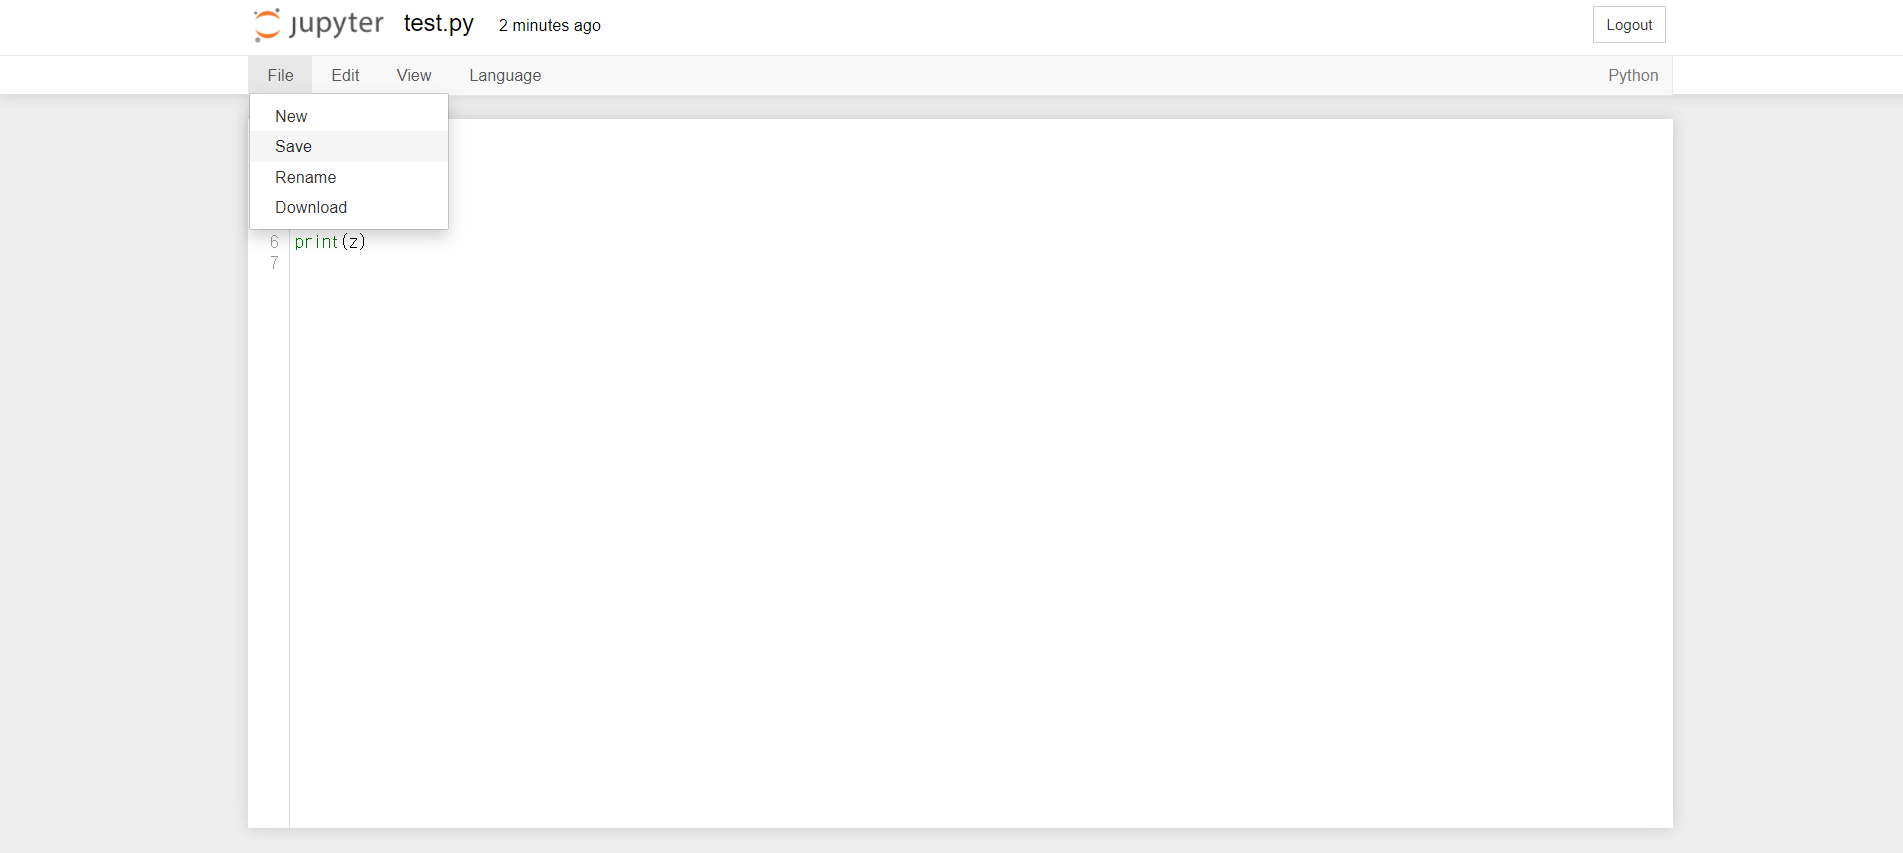 jupyter test.py 2 minutes ago Logout
File Edit View Language Python
New
Save
Rename
Download
6 print(z)
7